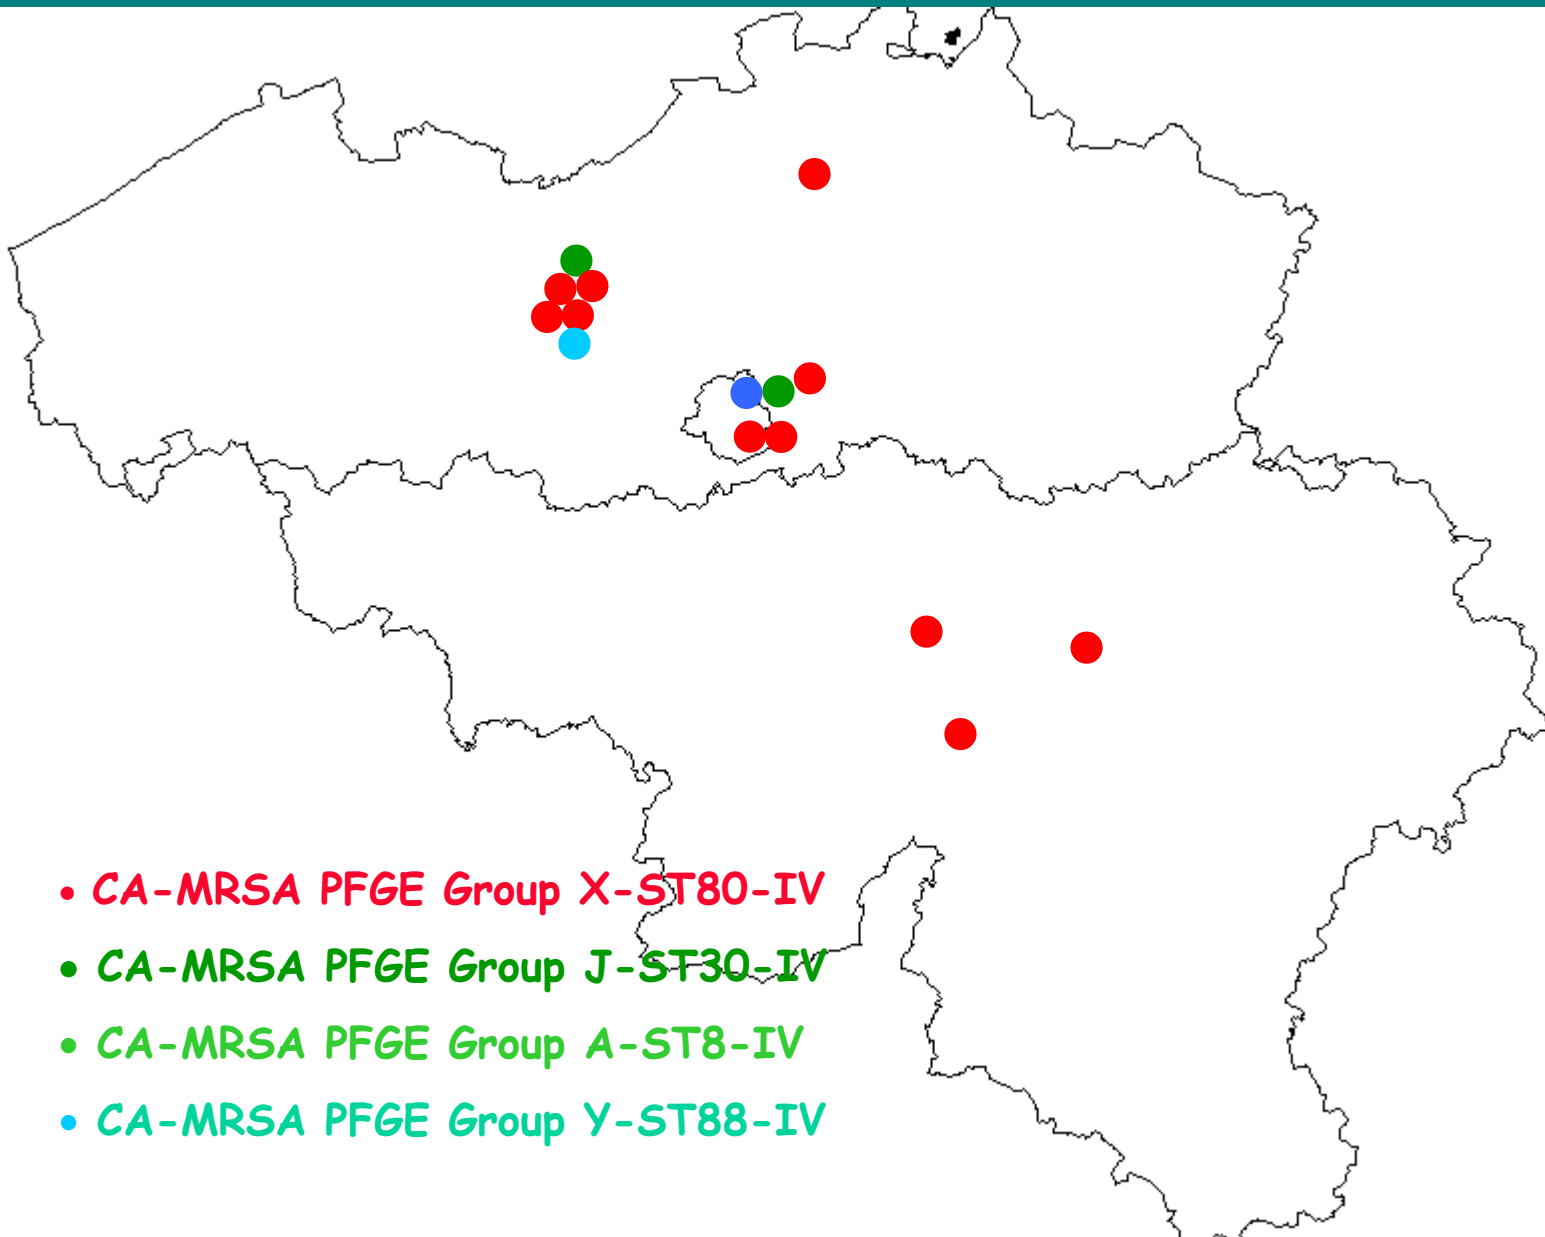 • CA-MRSA PFGE Group X-ST80-IV
• CA-MRSA PFGE Group J-ST30-IV
• CA-MRSA PFGE Group A-ST8-IV
• CA-MRSA PFGE Group Y-ST88-IV